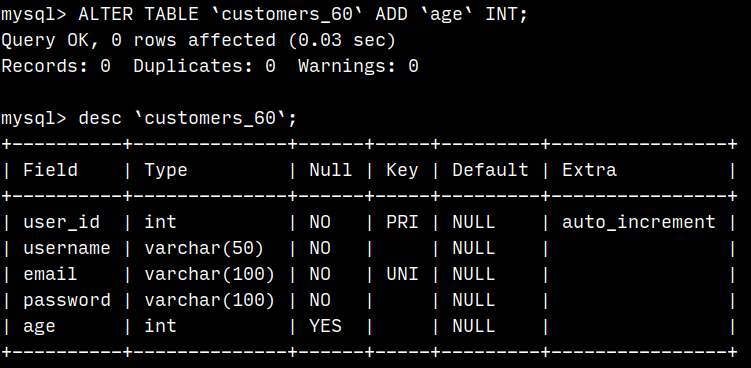 mysql> ALTER TABLE `customers_60` ADD `age` INT;
Query OK, 0 rows affected (0.03 sec)
Records: 0  Duplicates: 0  Warnings: 0

mysql> desc `customers_60`;
+----------+--------------+------+-----+---------+----------------+
| Field    | Type         | Null | Key | Default | Extra          |
+----------+--------------+------+-----+---------+----------------+
| user_id  | int          | NO   | PRI | NULL    | auto_increment |
| username | varchar(50)  | NO   |     | NULL    |                |
| email    | varchar(100) | NO   | UNI | NULL    |                |
| password | varchar(100) | NO   |     | NULL    |                |
| age      | int          | YES  |     | NULL    |                |
+----------+--------------+------+-----+---------+----------------+